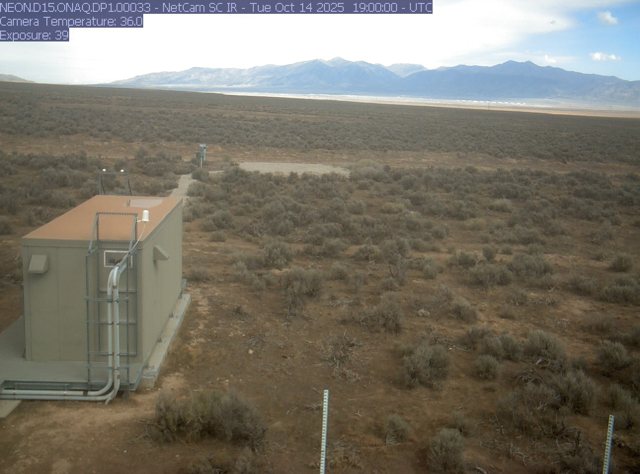 NEON.D15.ONAQ.DP1.00033 - NetCam SC IR - Tue Oct 14 2025 19:00:00 - UTC
Camera Temperature: 36.0
Exposure: 39